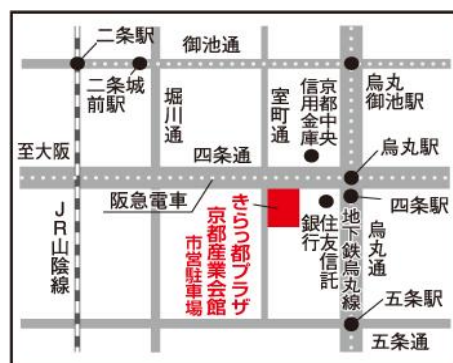 二条駅
御池通
二条城
前駅
堀川通
室町通
京都中央
信用金庫
烏丸
御池駅
至大阪
四条通
烏丸駅
阪急電車
四条駅
JR山陰線
きらっ都プラザ
京都産業会館
市営駐車場
住友信託
銀行
地下鉄烏丸線
烏丸通
五条駅
五条通